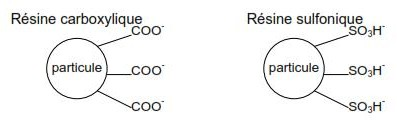 Résine carboxylique
COO⁻
particule
COO⁻
COO⁻
Résine sulfonique
SO₃H⁻
particule
SO₃H⁻
SO₃H⁻